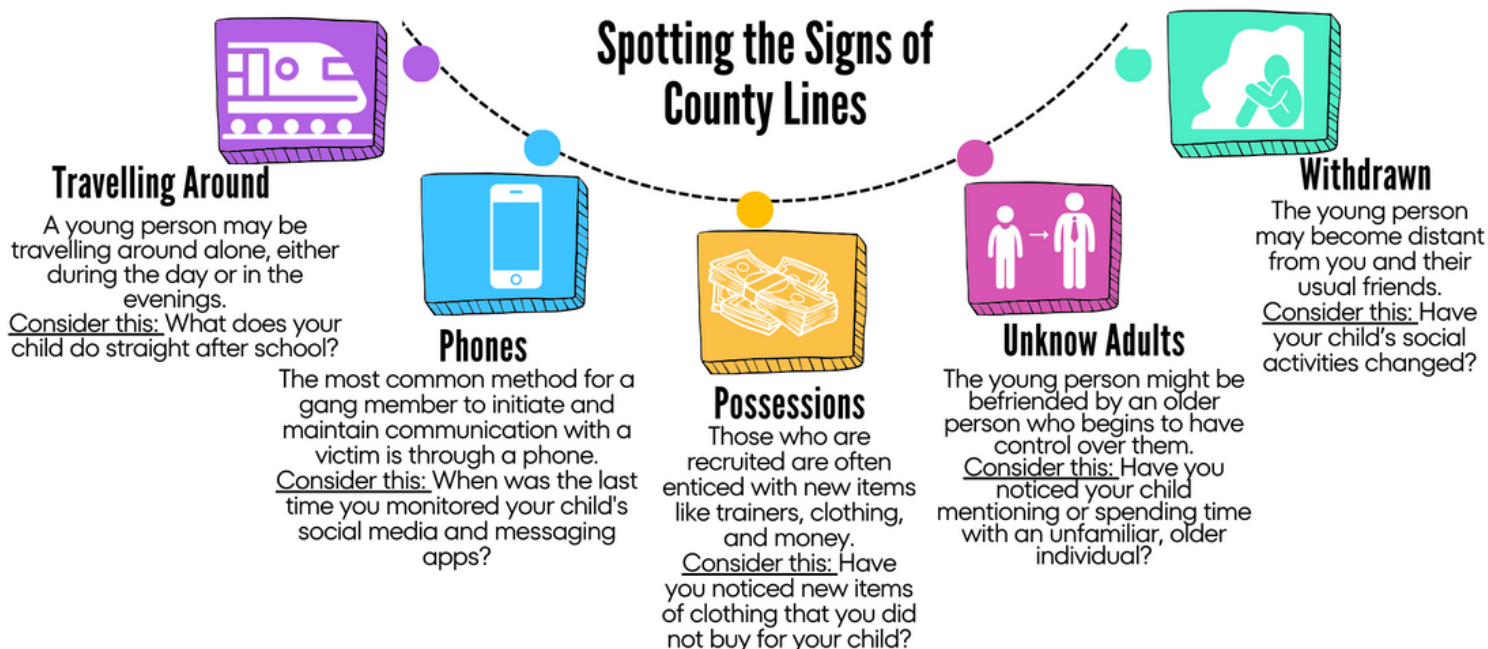 Spotting the Signs of
County Lines
Travelling Around
A young person may be
travelling around alone, either
during the day or in the
evenings.
Consider this: What does your
child do straight after school?
Phones
The most common method for a
gang member to initiate and
maintain communication with a
victim is through a phone.
Consider this: When was the last
time you monitored your child's
social media and messaging
apps?
Possessions
Those who are
recruited are often
enticed with new items
like trainers, clothing,
and money.
Consider this: Have
you noticed new items
of clothing that you did
not buy for your child?
Unknow Adults
The young person might be
befriended by an older
person who begins to have
control over them.
Consider this: Have you
noticed your child
mentioning or spending time
with an unfamiliar, older
individual?
Withdrawn
The young person
may become distant
from you and their
usual friends.
Consider this: Have
your child’s social
activities changed?